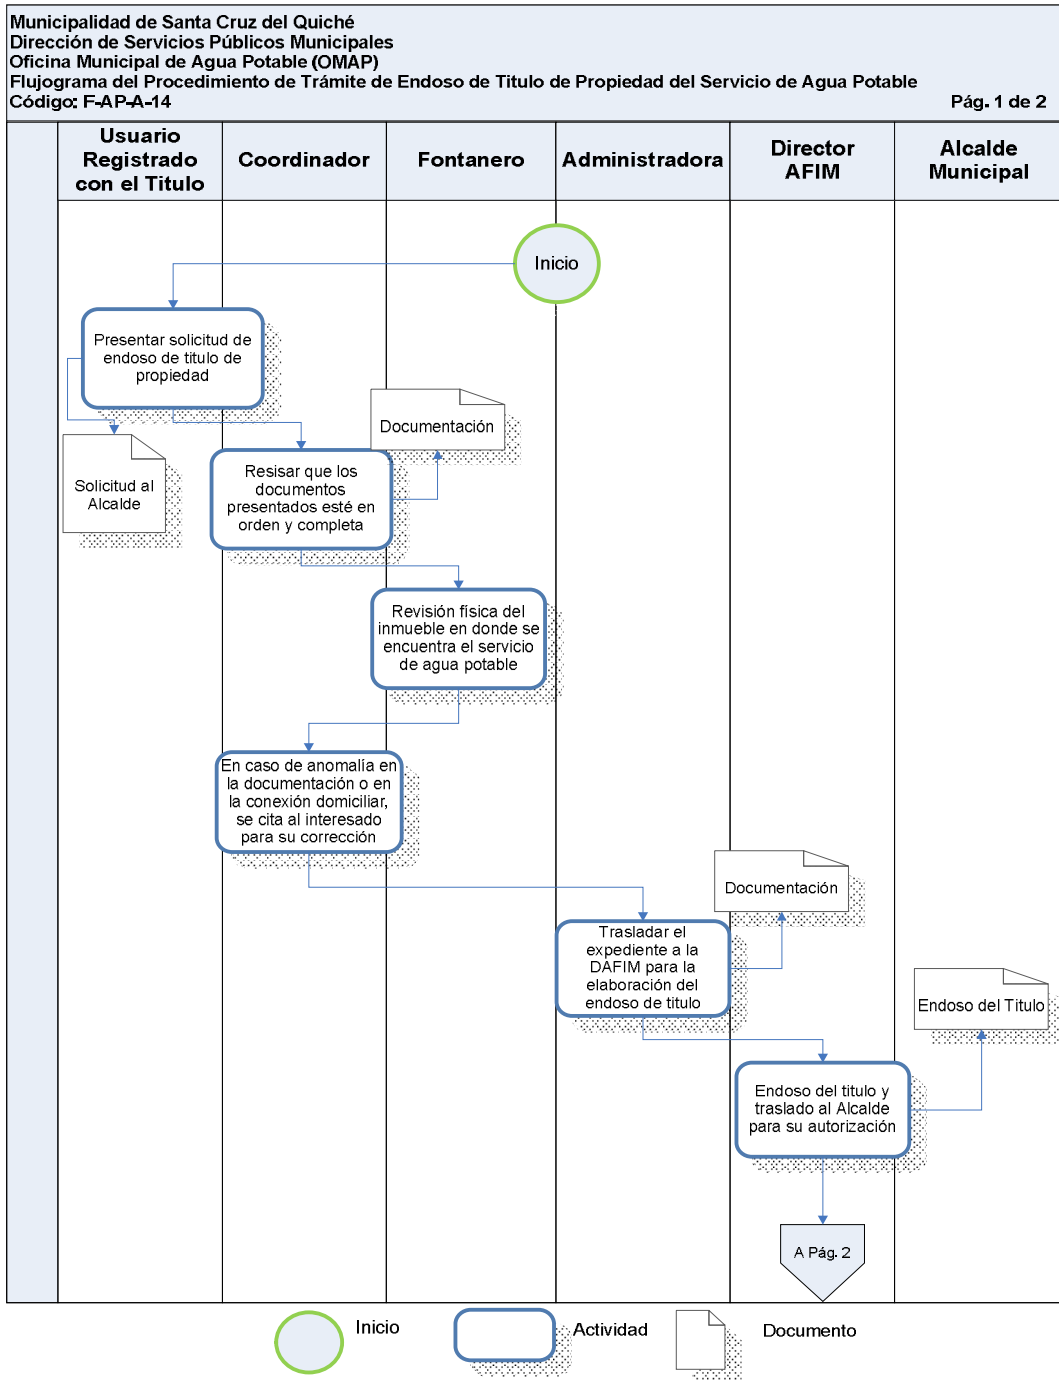 Municipalidad de Santa Cruz del Quiché
Dirección de Servicios Públicos Municipales
Oficina Municipal de Agua Potable (OMAP)
Flujograma del Procedimiento de Trámite de Endoso de Titulo de Propiedad del Servicio de Agua Potable
Código: F-AP-A-14
Pág. 1 de 2
Usuario
Registrado
con el Titulo
Coordinador
Fontanero
Administradora
Director
AFIM
Alcalde
Municipal
Inicio
Presentar solicitud de
endoso de titulo de
propiedad
Solicitud al
Alcalde
Documentación
Resisar que los
documentos
presentados esté en
orden y completa
Revisión física del
inmueble en donde se
encuentra el servicio
de agua potable
En caso de anomalía en
la documentación o en
la conexión domiciliar,
se cita al interesado
para su corrección
Documentación
Trasladar el
expediente a la
DAFIM para la
elaboración del
endoso de titulo
Endoso del Titulo
Endoso del titulo y
traslado al Alcalde
para su autorización
A Pág. 2
Inicio
Actividad
Documento